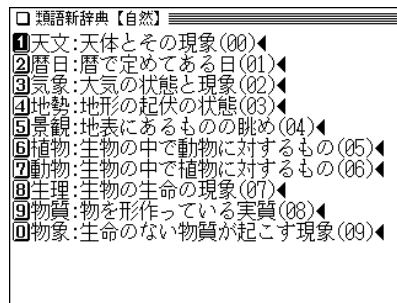 □ 類語新辞典【自然】
1天文:天体とその現象(00)◀
2暦日:暦で定めてある日(01)◀
3気象:大気の状態と現象(02)◀
4地勢:地形の起伏の状態(03)◀
5景観:地表にあるものの眺め(04)◀
6植物:生物の中で動物に対するもの(05)◀
7動物:生物の中で植物に対するもの(06)◀
8生理:生物の生命の現象(07)◀
9物質:物を形作っている実質(08)◀
0物象:生命のない物質が起こす現象(09)◀